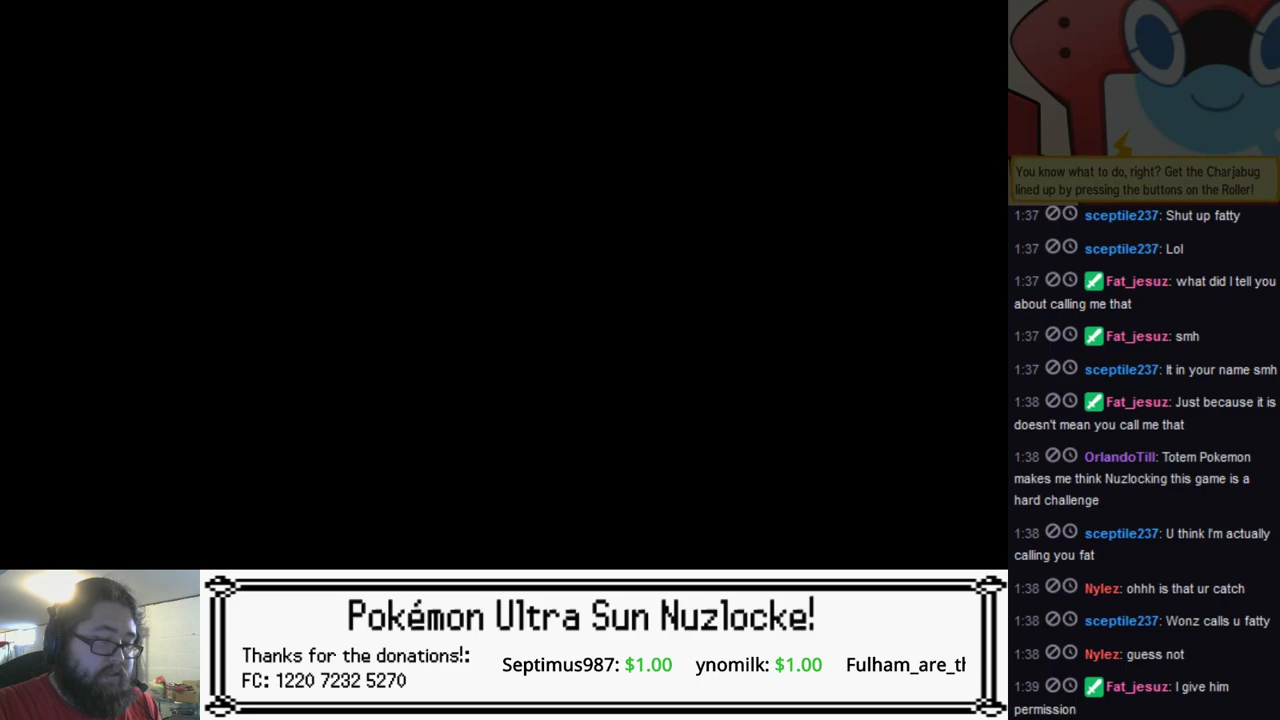 You know what to do, right? Get the Charjabug
lined up by pressing the buttons on the Roller!
1:37 sceptile237: Shut up fatty
1:37 sceptile237: Lol
1:37 Fat_jesuz: what did I tell you
about calling me that
1:37 Fat_jesuz: smh
1:37 sceptile237: It in your name smh
1:38 Fat_jesuz: Just because it is
doesn't mean you call me that
1:38 OrlandoTill: Totem Pokemon
makes me think Nuzlocking this game is a
hard challenge
1:38 sceptile237: U think I'm actually
calling you fat
1:38 Nylez: ohhh is that ur catch
1:38 sceptile237: Wonz calls u fatty
1:38 Nylez: guess not
1:39 Fat_jesuz: I give him
permission
Pokémon Ultra Sun Nuzlocke!
Thanks for the donations!:
Septimus987: $1.00 ynomilk: $1.00 Fulham_are_th
FC: 1220 7232 5270